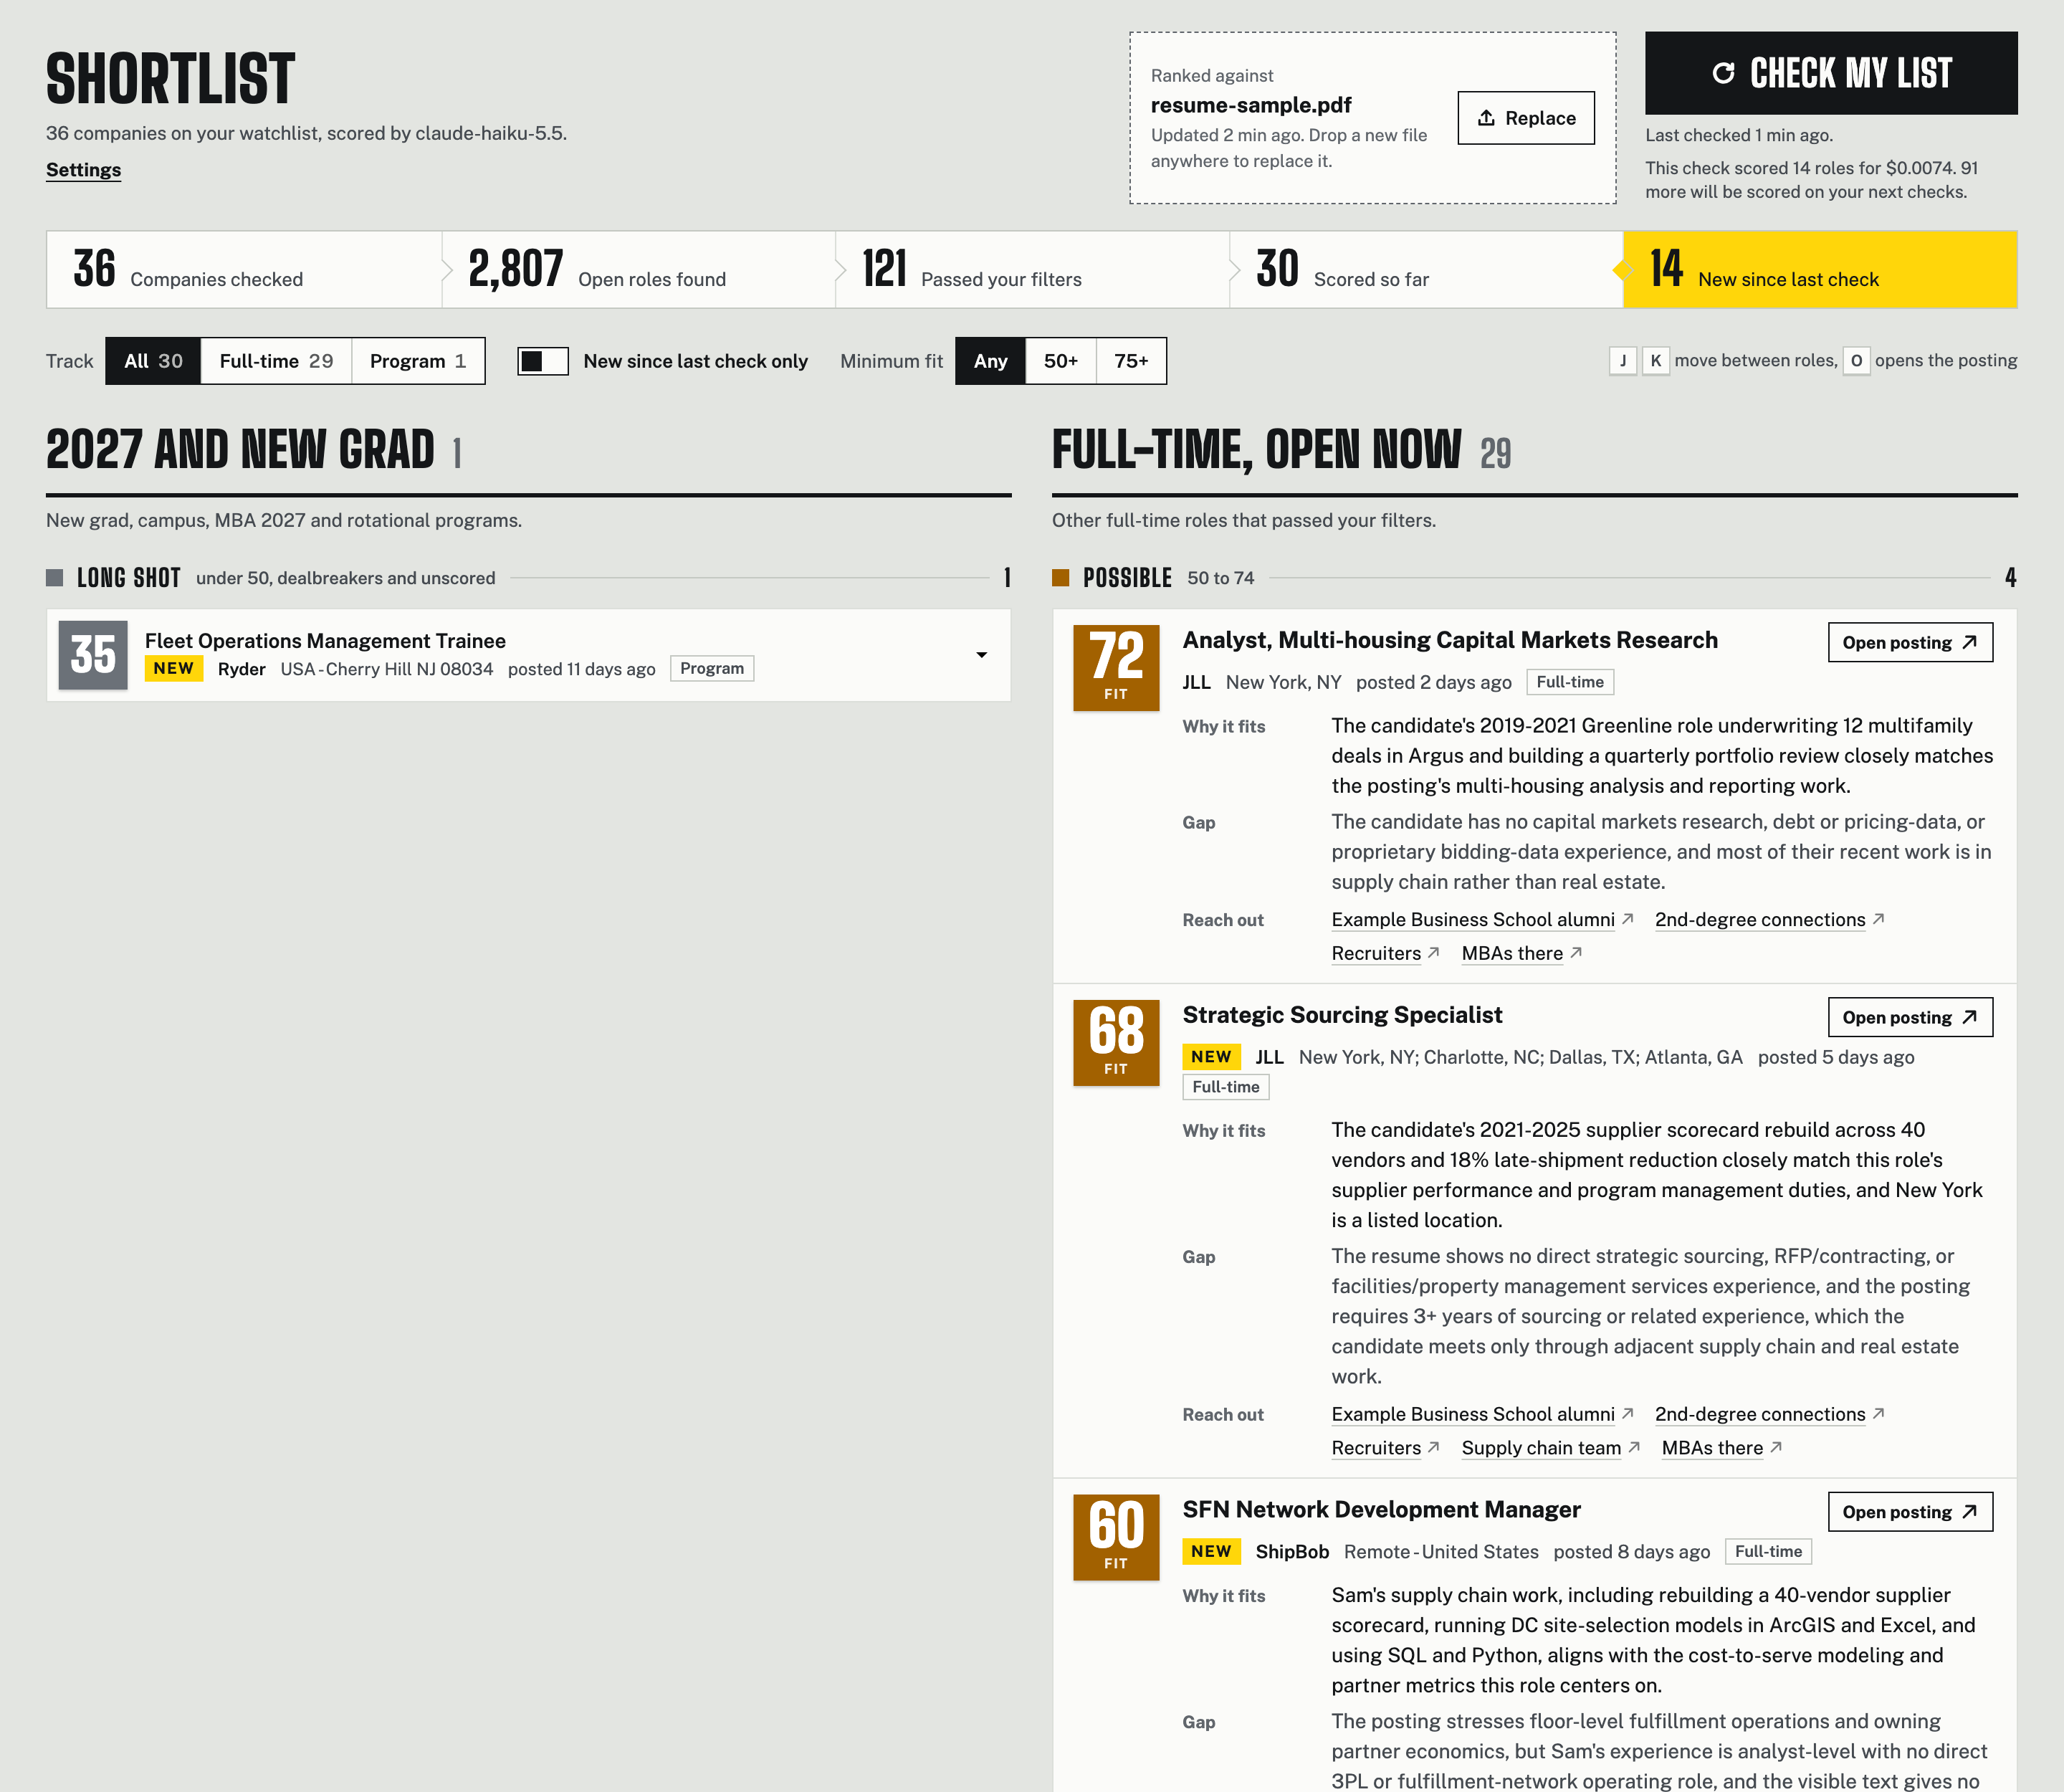 SHORTLIST
36 companies on your watchlist, scored by claude-haiku-5.5.
Settings
Ranked against
resume-sample.pdf
Updated 2 min ago. Drop a new file
anywhere to replace it.
Replace
CHECK MY LIST
Last checked 1 min ago.
This check scored 14 roles for $0.0074. 91
more will be scored on your next checks.
36 Companies checked
2,807 Open roles found
121 Passed your filters
30 Scored so far
14 New since last check
Track All 30 Full-time 29 Program 1 New since last check only Minimum fit Any 50+ 75+ J K move between roles, O opens the posting
2027 AND NEW GRAD 1
New grad, campus, MBA 2027 and rotational programs.
LONG SHOT under 50, dealbreakers and unscored 1
35
Fleet Operations Management Trainee
NEW Ryder USA - Cherry Hill NJ 08034 posted 11 days ago Program
FULL-TIME, OPEN NOW 29
Other full-time roles that passed your filters.
POSSIBLE 50 to 74 4
72 FIT
Analyst, Multi-housing Capital Markets Research
Open posting
JLL New York, NY posted 2 days ago Full-time
Why it fits
The candidate's 2019-2021 Greenline role underwriting 12 multifamily
deals in Argus and building a quarterly portfolio review closely matches
the posting's multi-housing analysis and reporting work.
Gap
The candidate has no capital markets research, debt or pricing-data, or
proprietary bidding-data experience, and most of their recent work is in
supply chain rather than real estate.
Reach out
Example Business School alumni 2nd-degree connections
Recruiters MBAs there
68 FIT
Strategic Sourcing Specialist
Open posting
NEW JLL New York, NY; Charlotte, NC; Dallas, TX; Atlanta, GA posted 5 days ago
Full-time
Why it fits
The candidate's 2021-2025 supplier scorecard rebuild across 40
vendors and 18% late-shipment reduction closely match this role's
supplier performance and program management duties, and New York
is a listed location.
Gap
The resume shows no direct strategic sourcing, RFP/contracting, or
facilities/property management services experience, and the posting
requires 3+ years of sourcing or related experience, which the
candidate meets only through adjacent supply chain and real estate
work.
Reach out
Example Business School alumni 2nd-degree connections
Recruiters Supply chain team MBAs there
60 FIT
SFN Network Development Manager
Open posting
NEW ShipBob Remote - United States posted 8 days ago Full-time
Why it fits
Sam's supply chain work, including rebuilding a 40-vendor supplier
scorecard, running DC site-selection models in ArcGIS and Excel, and
using SQL and Python, aligns with the cost-to-serve modeling and
partner metrics this role centers on.
Gap
The posting stresses floor-level fulfillment operations and owning
partner economics, but Sam's experience is analyst-level with no direct
3PL or fulfillment-network operating role, and the visible text gives no